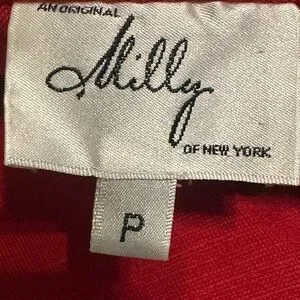 AN ORIGINAL
Milly
OF NEW YORK
P